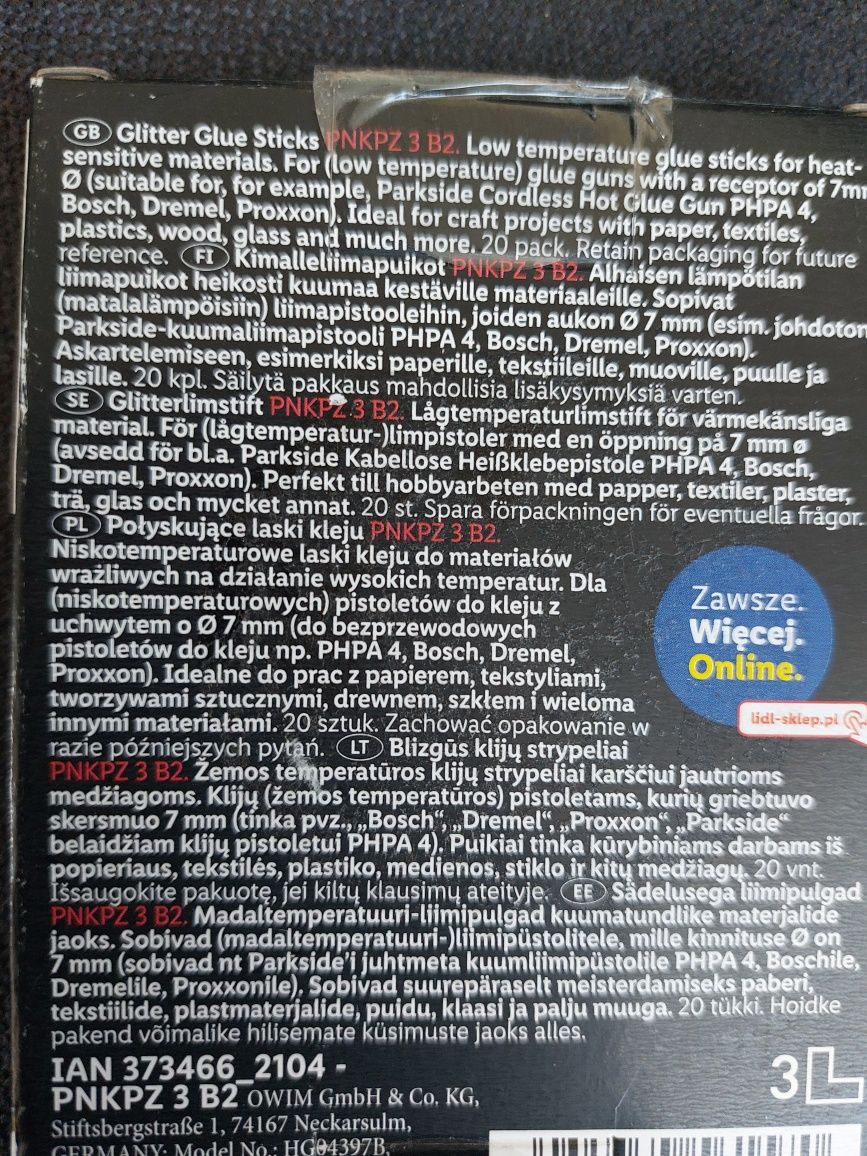 GB Glitter Glue Sticks PNKPZ 3 B2. Low temperature glue sticks for heat-
sensitive materials. For (low temperature) glue guns with a receptor of 7mm
Ø (suitable for, for example, Parkside Cordless Hot Glue Gun PHPA 4,
Bosch, Dremel, Proxxon). Ideal for craft projects with paper, textiles,
plastics, wood, glass and much more. 20 pack. Retain packaging for future
reference. FI Kimalleliimapuikot PNKPZ 3 B2. Alhaisen lämpötilan
liimapuikot heikosti kuumaa kestäville materiaaleille. Sopivat
(matalalämpöisiin) liimapistooleihin, joiden aukon Ø 7 mm (esim. johdoton
Parkside-kuumaliimapistooli PHPA 4, Bosch, Dremel, Proxxon).
Askartelemiseen, esimerkiksi paperille, tekstiileille, muoville, puulle ja
lasille. 20 kpl. Säilytä pakkaus mahdollisia lisäkysymyksiä varten.
SE Glitterlimstift PNKPZ 3 B2. Lågtemperaturlimstift för värmekänsliga
material. För (lågtemperatur-)limpistoler med en öppning på 7 mm ø
(avsedd för bl.a. Parkside Kabellose Heißklebepistole PHPA 4, Bosch,
Dremel, Proxxon). Perfekt till hobbyarbeten med papper, textiler, plaster,
trä, glas och mycket annat. 20 st. Spara förpackningen för eventuella frågor.
PL Połyskujące laski kleju PNKPZ 3 B2.
Niskotemperaturowe laski kleju do materiałów
wrażliwych na działanie wysokich temperatur. Dla
(niskotemperaturowych) pistoletów do kleju z
uchwytem o Ø 7 mm (do bezprzewodowych
pistoletów do kleju np. PHPA 4, Bosch, Dremel,
Proxxon). Idealne do prac z papierem, tekstyliami,
tworzywami sztucznymi, drewnem, szkłem i wieloma
innymi materiałami. 20 sztuk. Zachować opakowanie w
razie późniejszych pytań. LT Blizgūs klijų strypeliai
PNKPZ 3 B2. Žemos temperatūros klijų strypeliai karščiui jautrioms
medžiagoms. Klijų (žemos temperatūros) pistoletams, kurių griebtuvo
skersmuo 7 mm (tinka pvz., „Bosch“, „Dremel“, „Proxxon“, „Parkside“
belaidžiam klijų pistoletui PHPA 4). Puikiai tinka kūrybiniams darbams iš
popieriaus, tekstilės, plastiko, medienos, stiklo ir kitų medžiagų. 20 vnt.
Išsaugokite pakuotę, jei kiltų klausimų ateityje. EE Sädelusega liimipulgad
PNKPZ 3 B2. Madaltemperatuuri-liimipulgad kuumatundlike materjalide
jaoks. Sobivad (madaltemperatuuri-)liimipüstolitele, mille kinnituse Ø on
7 mm (sobivad nt Parkside'i juhtmeta kuumliimipüstolile PHPA 4, Boschile,
Dremelile, Proxxonile). Sobivad suurepäraselt meisterdamiseks paberi,
tekstiilide, plastmaterjalide, puidu, klaasi ja palju muuga. 20 tükki. Hoidke
pakend võimalike hilisemate küsimuste jaoks alles.
Zawsze.
Więcej.
Online.
lidl-sklep.pl
IAN 373466_2104 -
PNKPZ 3 B2 OWIM GmbH & Co. KG,
Stiftsbergstraße 1, 74167 Neckarsulm,
GERMANY; Model No.: HG04397B,
3L